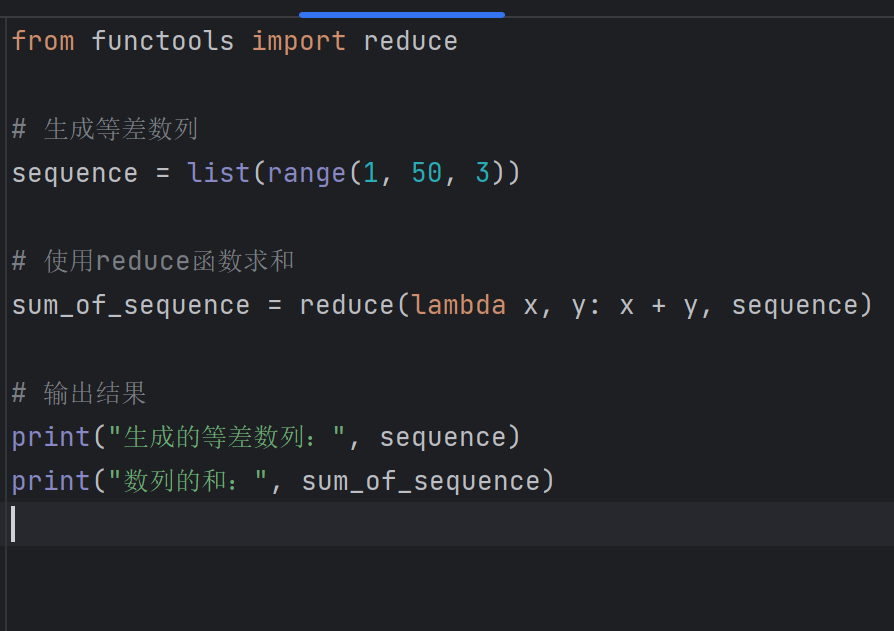 from functools import reduce
# 生成等差数列
sequence = list(range(1, 50, 3))
# 使用reduce函数求和
sum_of_sequence = reduce(lambda x, y: x + y, sequence)
# 输出结果
print("生成的等差数列：", sequence)
print("数列的和：", sum_of_sequence)